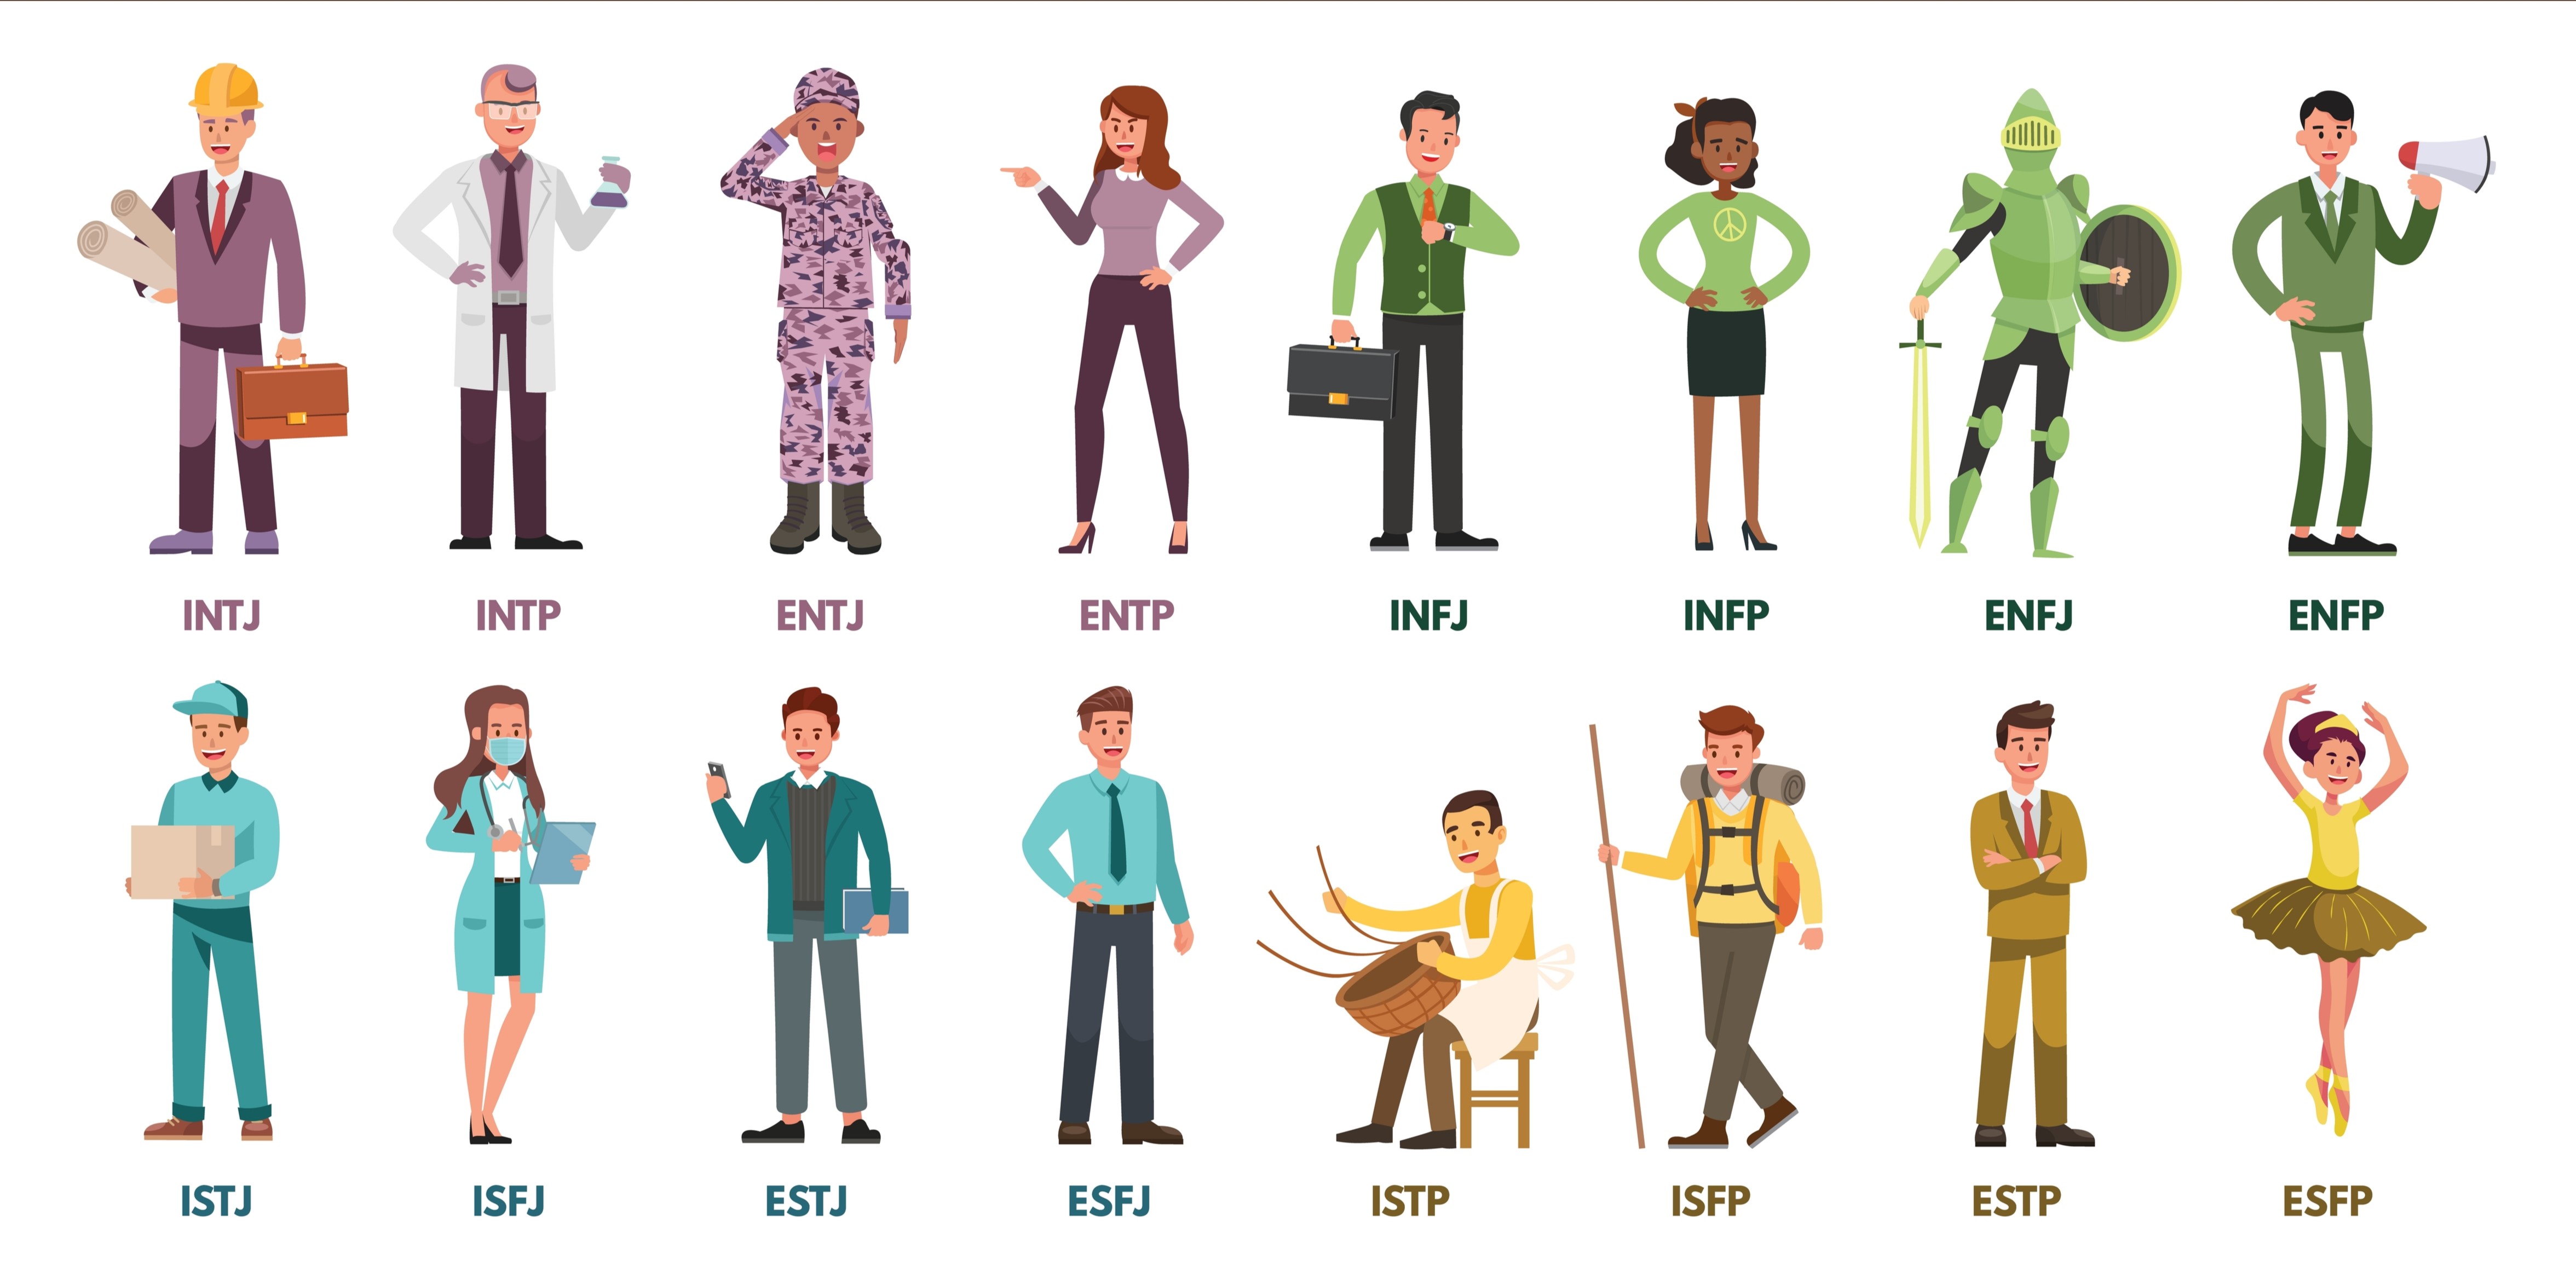 INTJ INTP ENTJ ENTP INFJ INFP ENFJ ENFP
ISTJ ISFJ ESTJ ESFJ ISTP ISFP ESTP ESFP